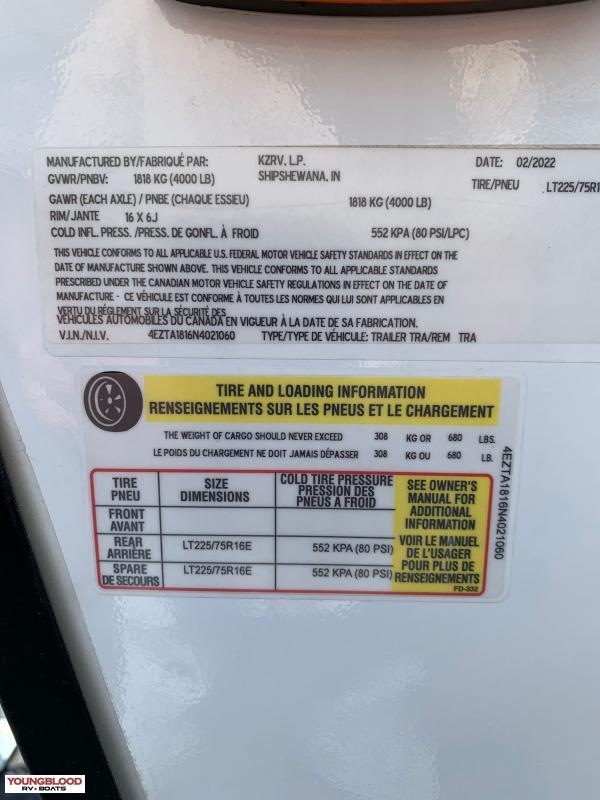 MANUFACTURED BY/FABRIQUÉ PAR: KZRV, L.P. DATE: 02/2022
GVWR/PNBV: 1818 KG (4000 LB) SHIPSHEWANA, IN TIRE/PNEU LT225/75R1
GAWR (EACH AXLE) / PNBE (CHAQUE ESSIEU) 1818 KG (4000 LB)
RIM/JANTE 16 X 6J
COLD INFL. PRESS. /PRESS. DE GONFL. À FROID 552 KPA (80 PSI/LPC)
THIS VEHICLE CONFORMS TO ALL APPLICABLE U.S. FEDERAL MOTOR VEHICLE SAFETY STANDARDS IN EFFECT ON THE
DATE OF MANUFACTURE SHOWN ABOVE. THIS VEHICLE CONFORMS TO ALL APPLICABLE STANDARDS
PRESCRIBED UNDER THE CANADIAN MOTOR VEHICLE SAFETY REGULATIONS IN EFFECT ON THE DATE OF
MANUFACTURE - CE VÉHICULE EST CONFORME À TOUTES LES NORMES QUI LUI SONT APPLICABLES EN
VERTU DU RÉGLEMENT SUR LA SÉCURITÉ DES
VÉHICULES AUTOMOBILES DU CANADA EN VIGUEUR À LA DATE DE SA FABRICATION.
V.I.N./N.I.V. 4EZTA1816N4021060 TYPE/TYPE DE VÉHICULE: TRAILER TRA/REM TRA
TIRE AND LOADING INFORMATION
RENSEIGNEMENTS SUR LES PNEUS ET LE CHARGEMENT
THE WEIGHT OF CARGO SHOULD NEVER EXCEED 308 KG OR 680 LBS.
LE POIDS DU CHARGEMENT NE DOIT JAMAIS DÉPASSER 308 KG OU 680 LB.
TIRE
PNEU
SIZE
DIMENSIONS
COLD TIRE PRESSURE
PRESSION DES
PNEUS A FROID
SEE OWNER'S
MANUAL FOR
ADDITIONAL
INFORMATION
VOIR LE MANUEL
DE L'USAGER
POUR PLUS DE
RENSEIGNEMENTS
FRONT
AVANT
REAR
ARRIÈRE
LT225/75R16E 552 KPA (80 PSI)
SPARE
DE SECOURS
LT225/75R16E 552 KPA (80 PSI)
FD-332
4EZTA1816N4021060
YOUNGBLOOD
RV+BOATS